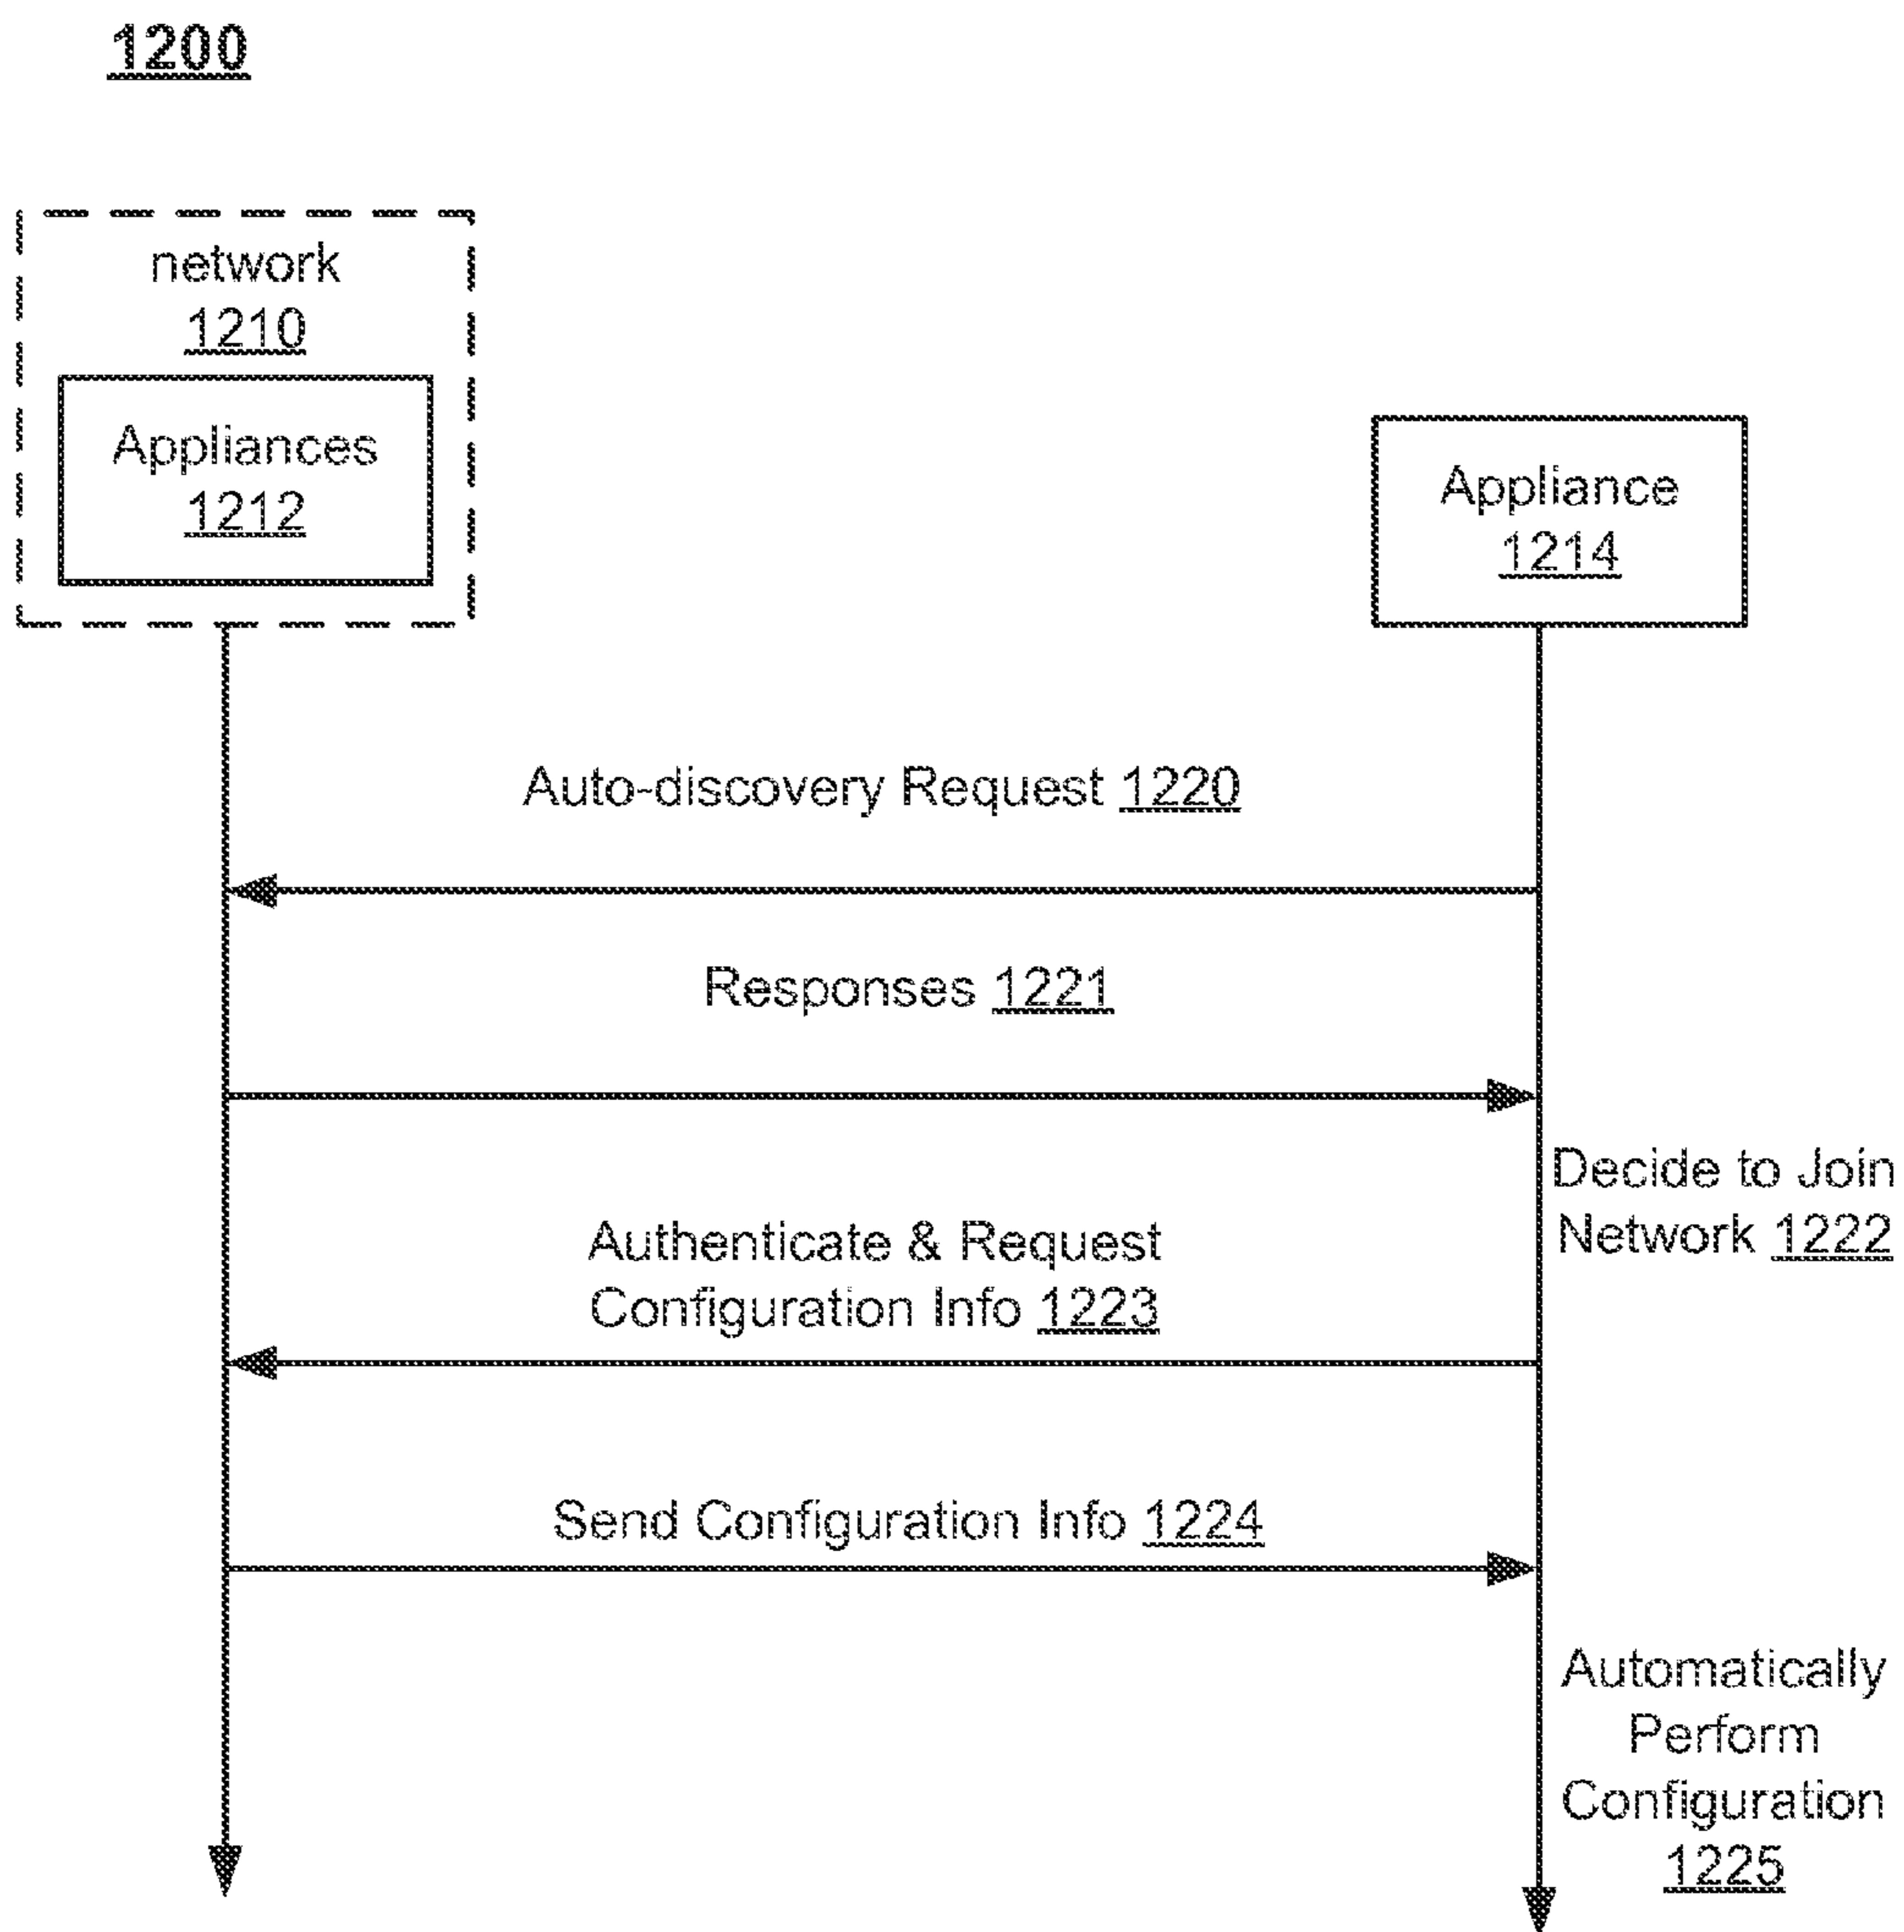 1200
network
1210
Appliances
1212
Appliance
1214
Auto-discovery Request 1220
Responses 1221
Decide to Join
Network 1222
Authenticate & Request
Configuration Info 1223
Send Configuration Info 1224
Automatically
Perform
Configuration
1225